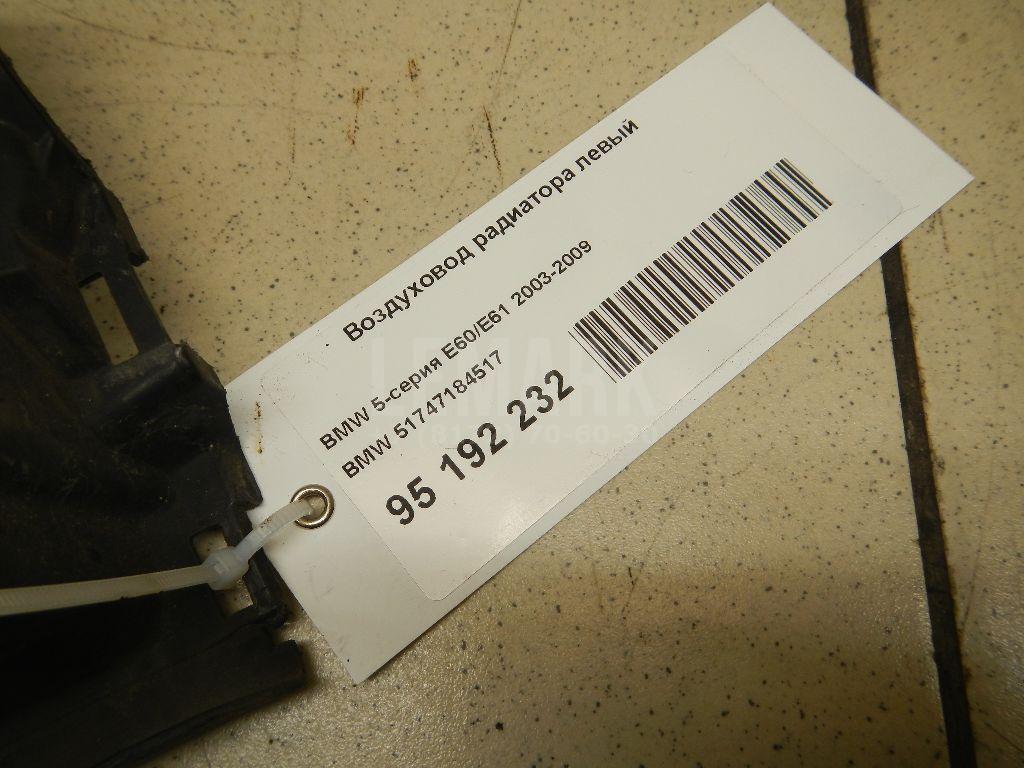 Воздуховод радиатора левый
BMW 5-серия E60/E61 2003-2009
BMW 51747184517
95 192 232